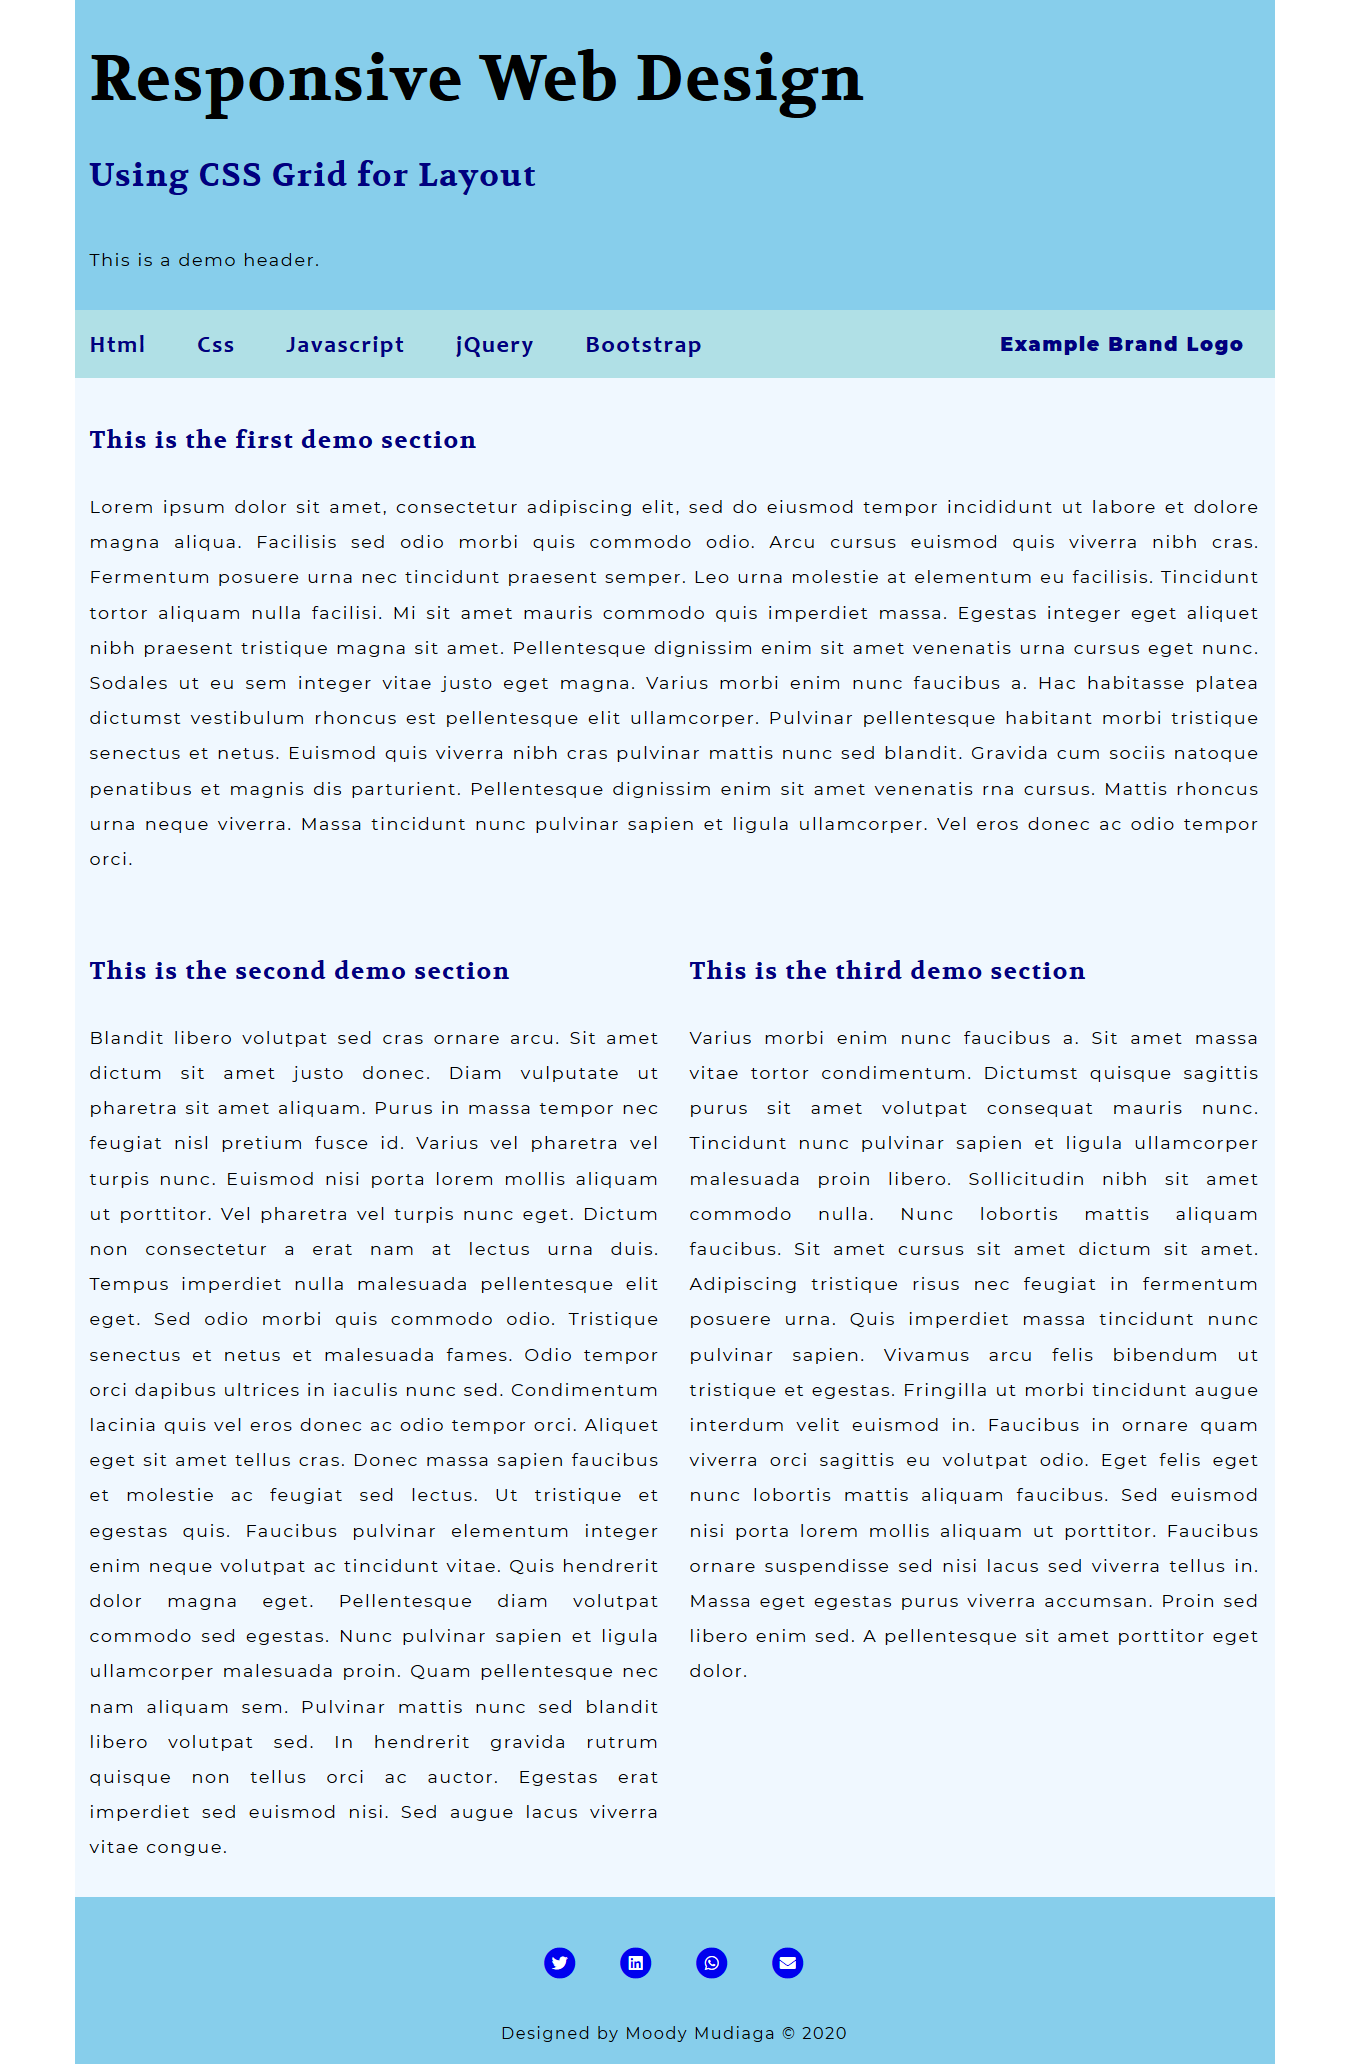 Responsive Web Design
Using CSS Grid for Layout
This is a demo header.
Html Css Javascript jQuery Bootstrap Example Brand Logo
This is the first demo section
Lorem ipsum dolor sit amet, consectetur adipiscing elit, sed do eiusmod tempor incididunt ut labore et dolore
magna aliqua. Facilisis sed odio morbi quis commodo odio. Arcu cursus euismod quis viverra nibh cras.
Fermentum posuere urna nec tincidunt praesent semper. Leo urna molestie at elementum eu facilisis. Tincidunt
tortor aliquam nulla facilisi. Mi sit amet mauris commodo quis imperdiet massa. Egestas integer eget aliquet
nibh praesent tristique magna sit amet. Pellentesque dignissim enim sit amet venenatis urna cursus eget nunc.
Sodales ut eu sem integer vitae justo eget magna. Varius morbi enim nunc faucibus a. Hac habitasse platea
dictumst vestibulum rhoncus est pellentesque elit ullamcorper. Pulvinar pellentesque habitant morbi tristique
senectus et netus. Euismod quis viverra nibh cras pulvinar mattis nunc sed blandit. Gravida cum sociis natoque
penatibus et magnis dis parturient. Pellentesque dignissim enim sit amet venenatis rna cursus. Mattis rhoncus
urna neque viverra. Massa tincidunt nunc pulvinar sapien et ligula ullamcorper. Vel eros donec ac odio tempor
orci.
This is the second demo section
Blandit libero volutpat sed cras ornare arcu. Sit amet
dictum sit amet justo donec. Diam vulputate ut
pharetra sit amet aliquam. Purus in massa tempor nec
feugiat nisl pretium fusce id. Varius vel pharetra vel
turpis nunc. Euismod nisi porta lorem mollis aliquam
ut porttitor. Vel pharetra vel turpis nunc eget. Dictum
non consectetur a erat nam at lectus urna duis.
Tempus imperdiet nulla malesuada pellentesque elit
eget. Sed odio morbi quis commodo odio. Tristique
senectus et netus et malesuada fames. Odio tempor
orci dapibus ultrices in iaculis nunc sed. Condimentum
lacinia quis vel eros donec ac odio tempor orci. Aliquet
eget sit amet tellus cras. Donec massa sapien faucibus
et molestie ac feugiat sed lectus. Ut tristique et
egestas quis. Faucibus pulvinar elementum integer
enim neque volutpat ac tincidunt vitae. Quis hendrerit
dolor magna eget. Pellentesque diam volutpat
commodo sed egestas. Nunc pulvinar sapien et ligula
ullamcorper malesuada proin. Quam pellentesque nec
nam aliquam sem. Pulvinar mattis nunc sed blandit
libero volutpat sed. In hendrerit gravida rutrum
quisque non tellus orci ac auctor. Egestas erat
imperdiet sed euismod nisi. Sed augue lacus viverra
vitae congue.
This is the third demo section
Varius morbi enim nunc faucibus a. Sit amet massa
vitae tortor condimentum. Dictumst quisque sagittis
purus sit amet volutpat consequat mauris nunc.
Tincidunt nunc pulvinar sapien et ligula ullamcorper
malesuada proin libero. Sollicitudin nibh sit amet
commodo nulla. Nunc lobortis mattis aliquam
faucibus. Sit amet cursus sit amet dictum sit amet.
Adipiscing tristique risus nec feugiat in fermentum
posuere urna. Quis imperdiet massa tincidunt nunc
pulvinar sapien. Vivamus arcu felis bibendum ut
tristique et egestas. Fringilla ut morbi tincidunt augue
interdum velit euismod in. Faucibus in ornare quam
viverra orci sagittis eu volutpat odio. Eget felis eget
nunc lobortis mattis aliquam faucibus. Sed euismod
nisi porta lorem mollis aliquam ut porttitor. Faucibus
ornare suspendisse sed nisi lacus sed viverra tellus in.
Massa eget egestas purus viverra accumsan. Proin sed
libero enim sed. A pellentesque sit amet porttitor eget
dolor.
Designed by Moody Mudiaga © 2020